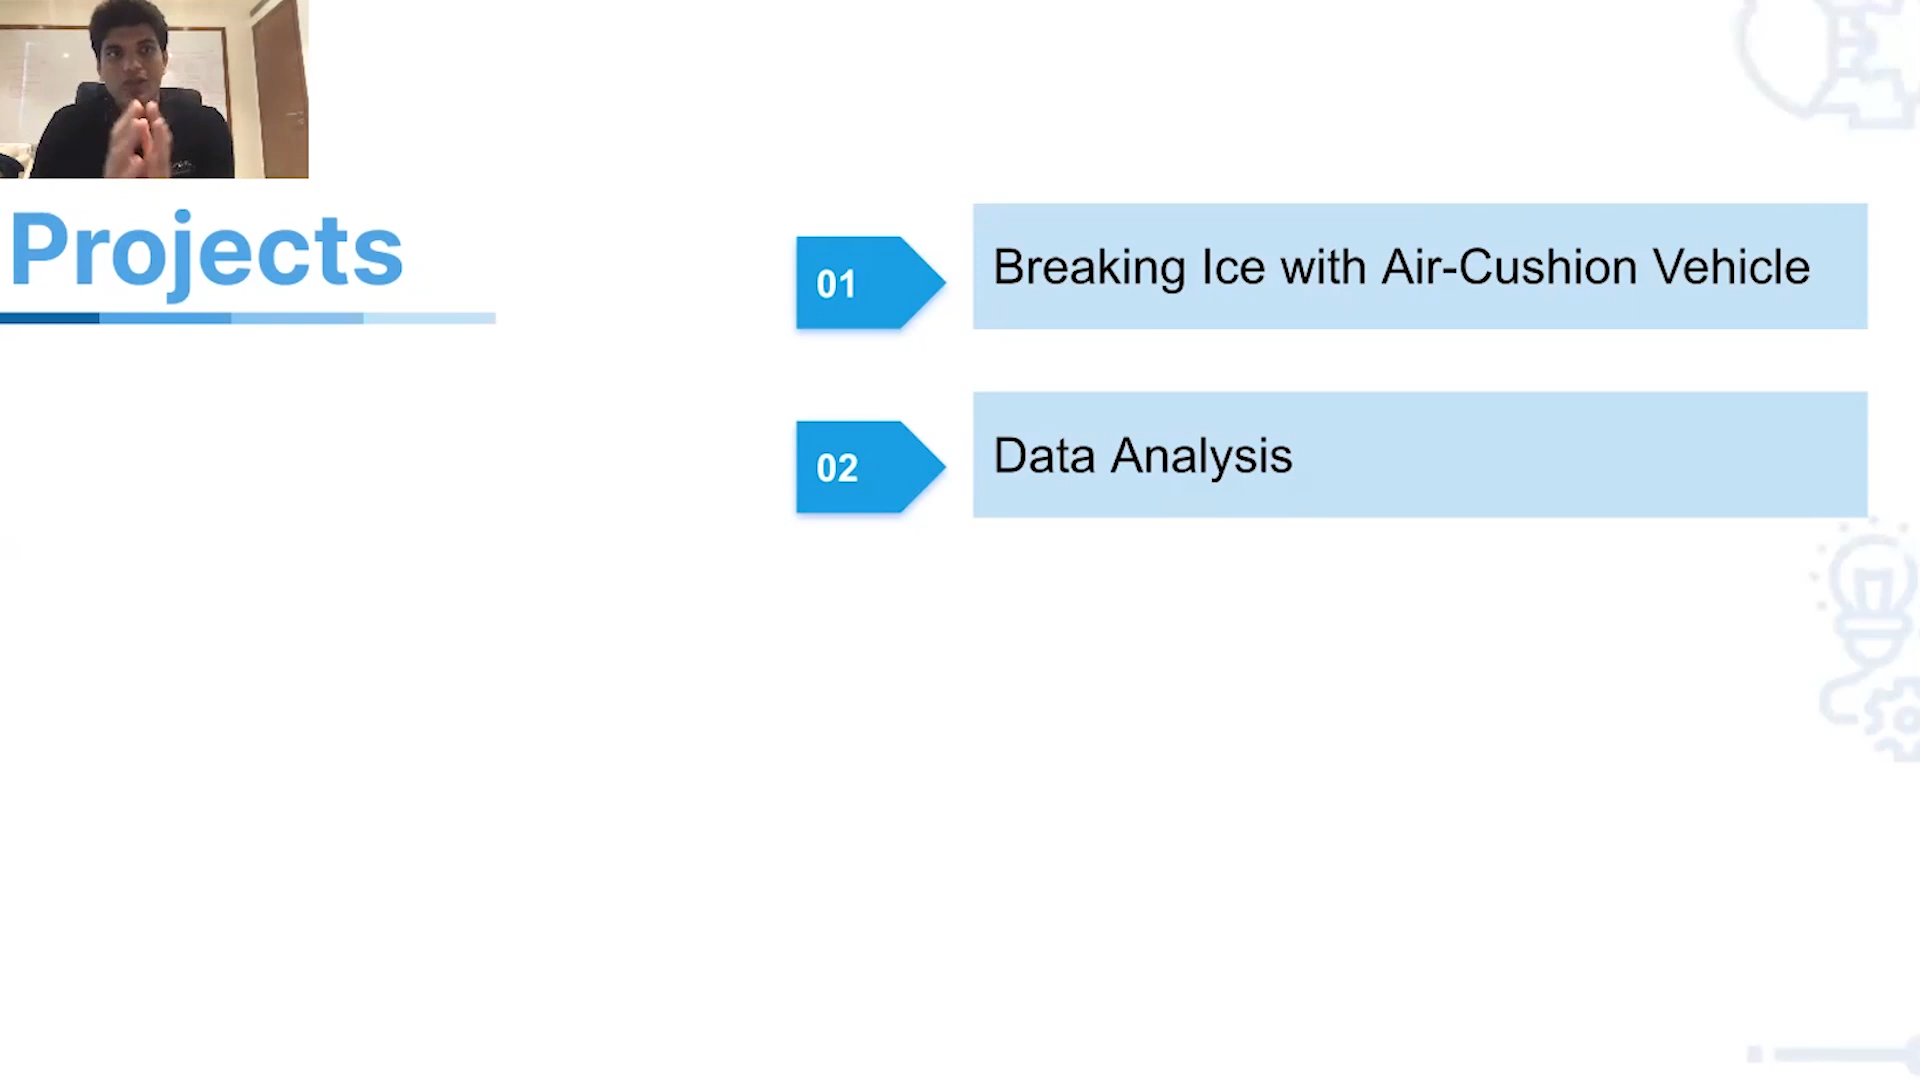 Projects
01
Breaking Ice with Air-Cushion Vehicle
02
Data Analysis